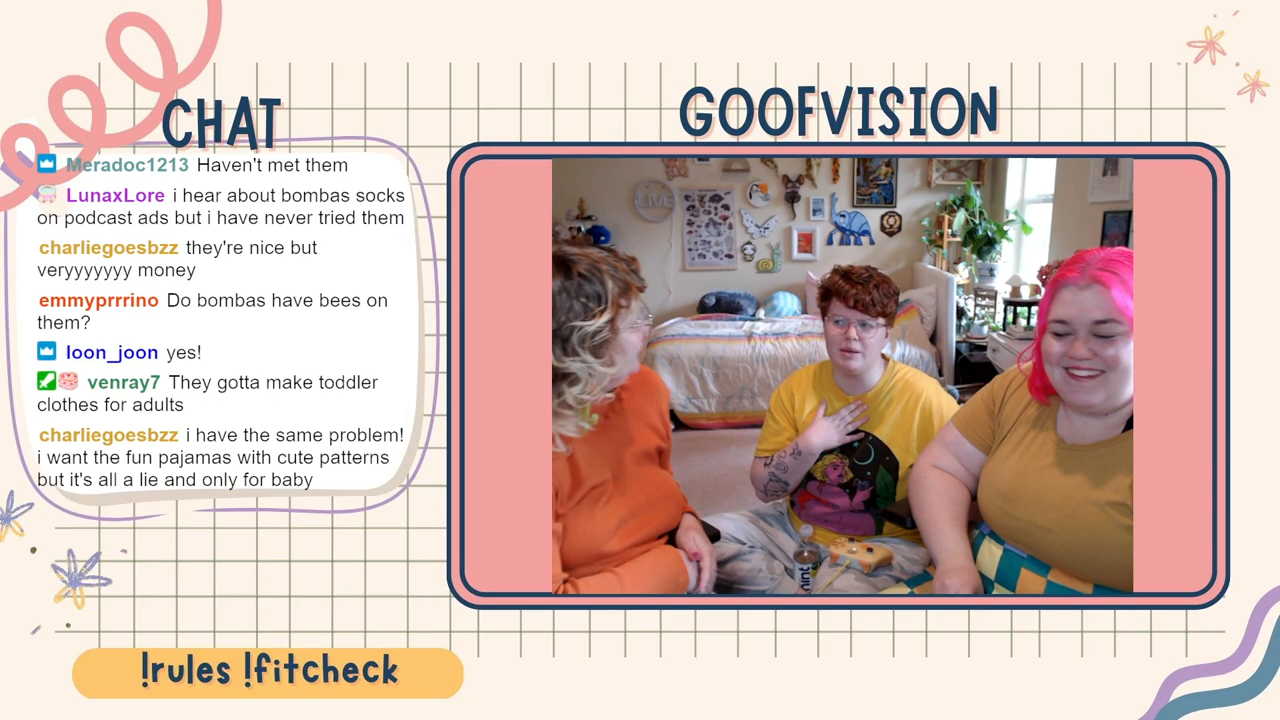 CHAT
GOOFVISION
Meradoc1213 Haven't met them
LunaxLore i hear about bombas socks
on podcast ads but i have never tried them
charliegoesbzz they're nice but
veryyyyyyy money
emmyprrrino Do bombas have bees on
them?
loon_joon yes!
venray7 They gotta make toddler
clothes for adults
charliegoesbzz i have the same problem!
i want the fun pajamas with cute patterns
but it's all a lie and only for baby
!rules !fitcheck